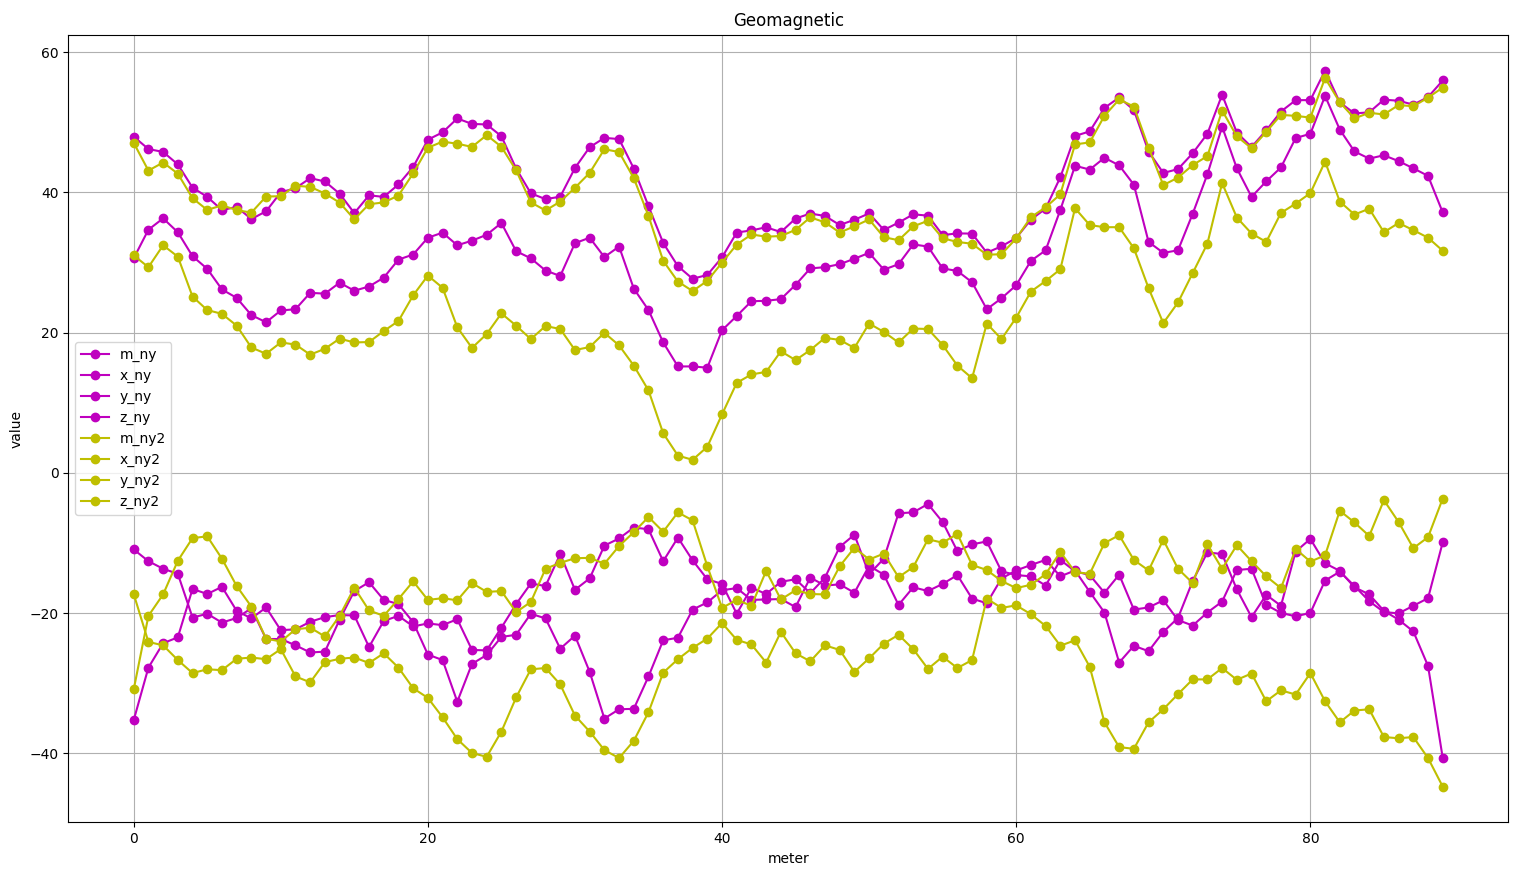 Geomagnetic
60
40
20
0
−20
−40
value
m_ny
x_ny
y_ny
z_ny
m_ny2
x_ny2
y_ny2
z_ny2
0
20
40
60
80
meter